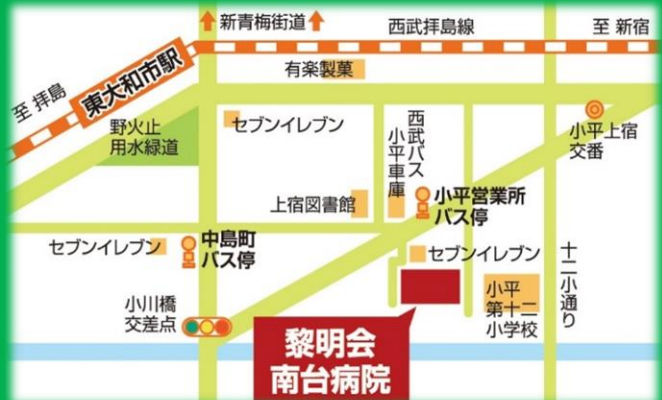 新青梅街道
西武拝島線
至 新宿
有楽製菓
東大和市駅
至 拝島
野火止
用水緑道
セブンイレブン
西武バス
小平車庫
小平上宿
交番
上宿図書館
小平営業所
バス停
セブンイレブン
中島町
バス停
セブンイレブン
十二小通り
小平
第十二
小学校
小川橋
交差点
黎明会
南台病院